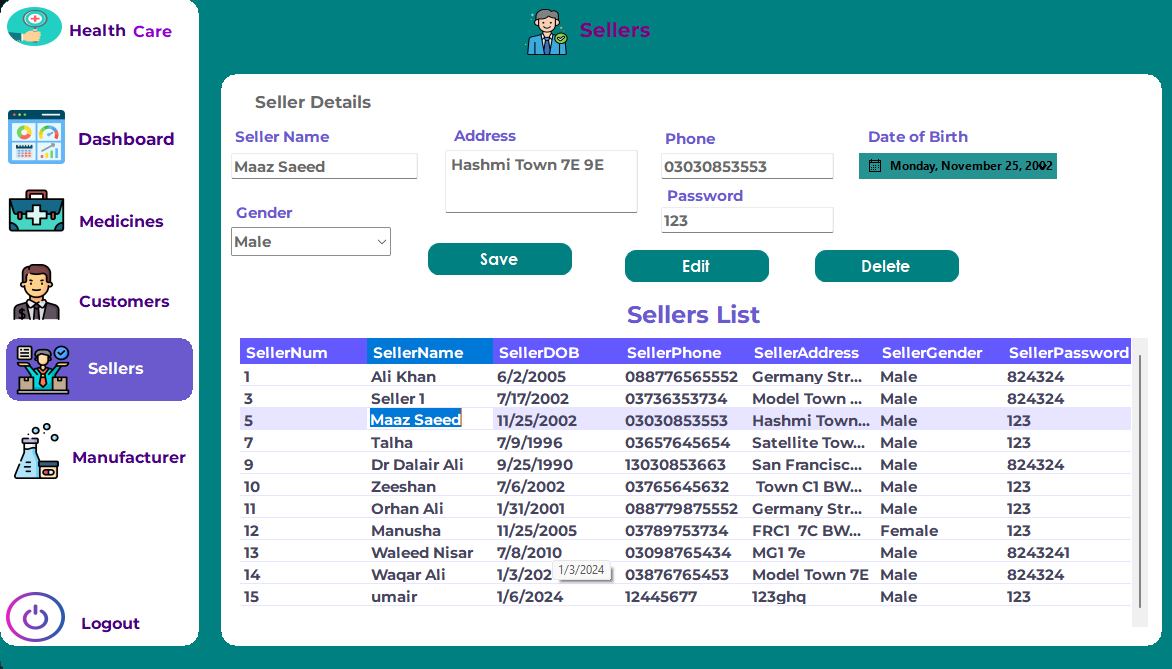 Health Care
Dashboard
Medicines
Customers
Sellers
Manufacturer
Logout
Sellers
Seller Details
Seller Name
Address
Phone
Date of Birth
Maaz Saeed
Hashmi Town 7E 9E
03030853553
Monday, November 25, 2002
Gender
Password
Male
123
Save
Edit
Delete
Sellers List
SellerNum SellerName SellerDOB SellerPhone SellerAddress SellerGender SellerPassword
1 Ali Khan 6/2/2005 088776565552 Germany Str... Male 824324
3 Seller 1 7/17/2002 03736353734 Model Town ... Male 824324
5 Maaz Saeed 11/25/2002 03030853553 Hashmi Town... Male 123
7 Talha 7/9/1996 03657645654 Satellite Tow... Male 123
9 Dr Dalair Ali 9/25/1990 13030853663 San Francisc... Male 824324
10 Zeeshan 7/6/2002 03765645632 Town C1 BW... Male 123
11 Orhan Ali 1/31/2001 088779875552 Germany Str... Male 123
12 Manusha 11/25/2005 03789753734 FRC1 7C BW... Female 123
13 Waleed Nisar 7/8/2010 03098765434 MG1 7e Male 8243241
1/3/2024
14 Waqar Ali 1/3/202 03876765453 Model Town 7E Male 824324
15 umair 1/6/2024 12445677 123ghq Male 123